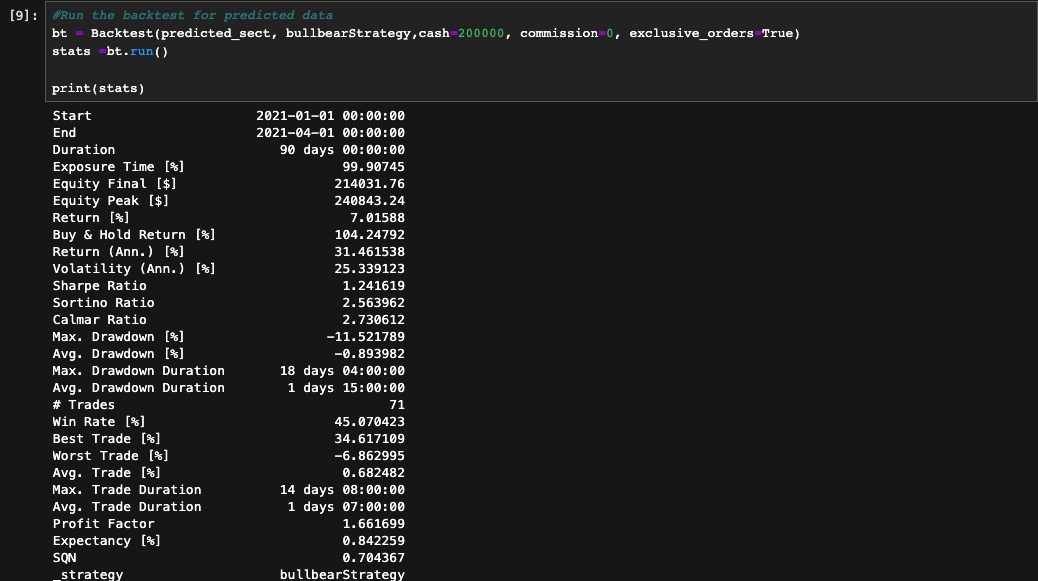 [9]: #Run the backtest for predicted data
bt = Backtest(predicted_sect, bullbearStrategy,cash=200000, commission=0, exclusive_orders=True)
stats =bt.run()
print(stats)
Start 2021-01-01 00:00:00
End 2021-04-01 00:00:00
Duration 90 days 00:00:00
Exposure Time [%] 99.90745
Equity Final [$] 214031.76
Equity Peak [$] 240843.24
Return [%] 7.01588
Buy & Hold Return [%] 104.24792
Return (Ann.) [%] 31.461538
Volatility (Ann.) [%] 25.339123
Sharpe Ratio 1.241619
Sortino Ratio 2.563962
Calmar Ratio 2.730612
Max. Drawdown [%] -11.521789
Avg. Drawdown [%] -0.893982
Max. Drawdown Duration 18 days 04:00:00
Avg. Drawdown Duration 1 days 15:00:00
# Trades 71
Win Rate [%] 45.070423
Best Trade [%] 34.617109
Worst Trade [%] -6.862995
Avg. Trade [%] 0.682482
Max. Trade Duration 14 days 08:00:00
Avg. Trade Duration 1 days 07:00:00
Profit Factor 1.661699
Expectancy [%] 0.842259
SQN 0.704367
_strategy bullbearStrategy